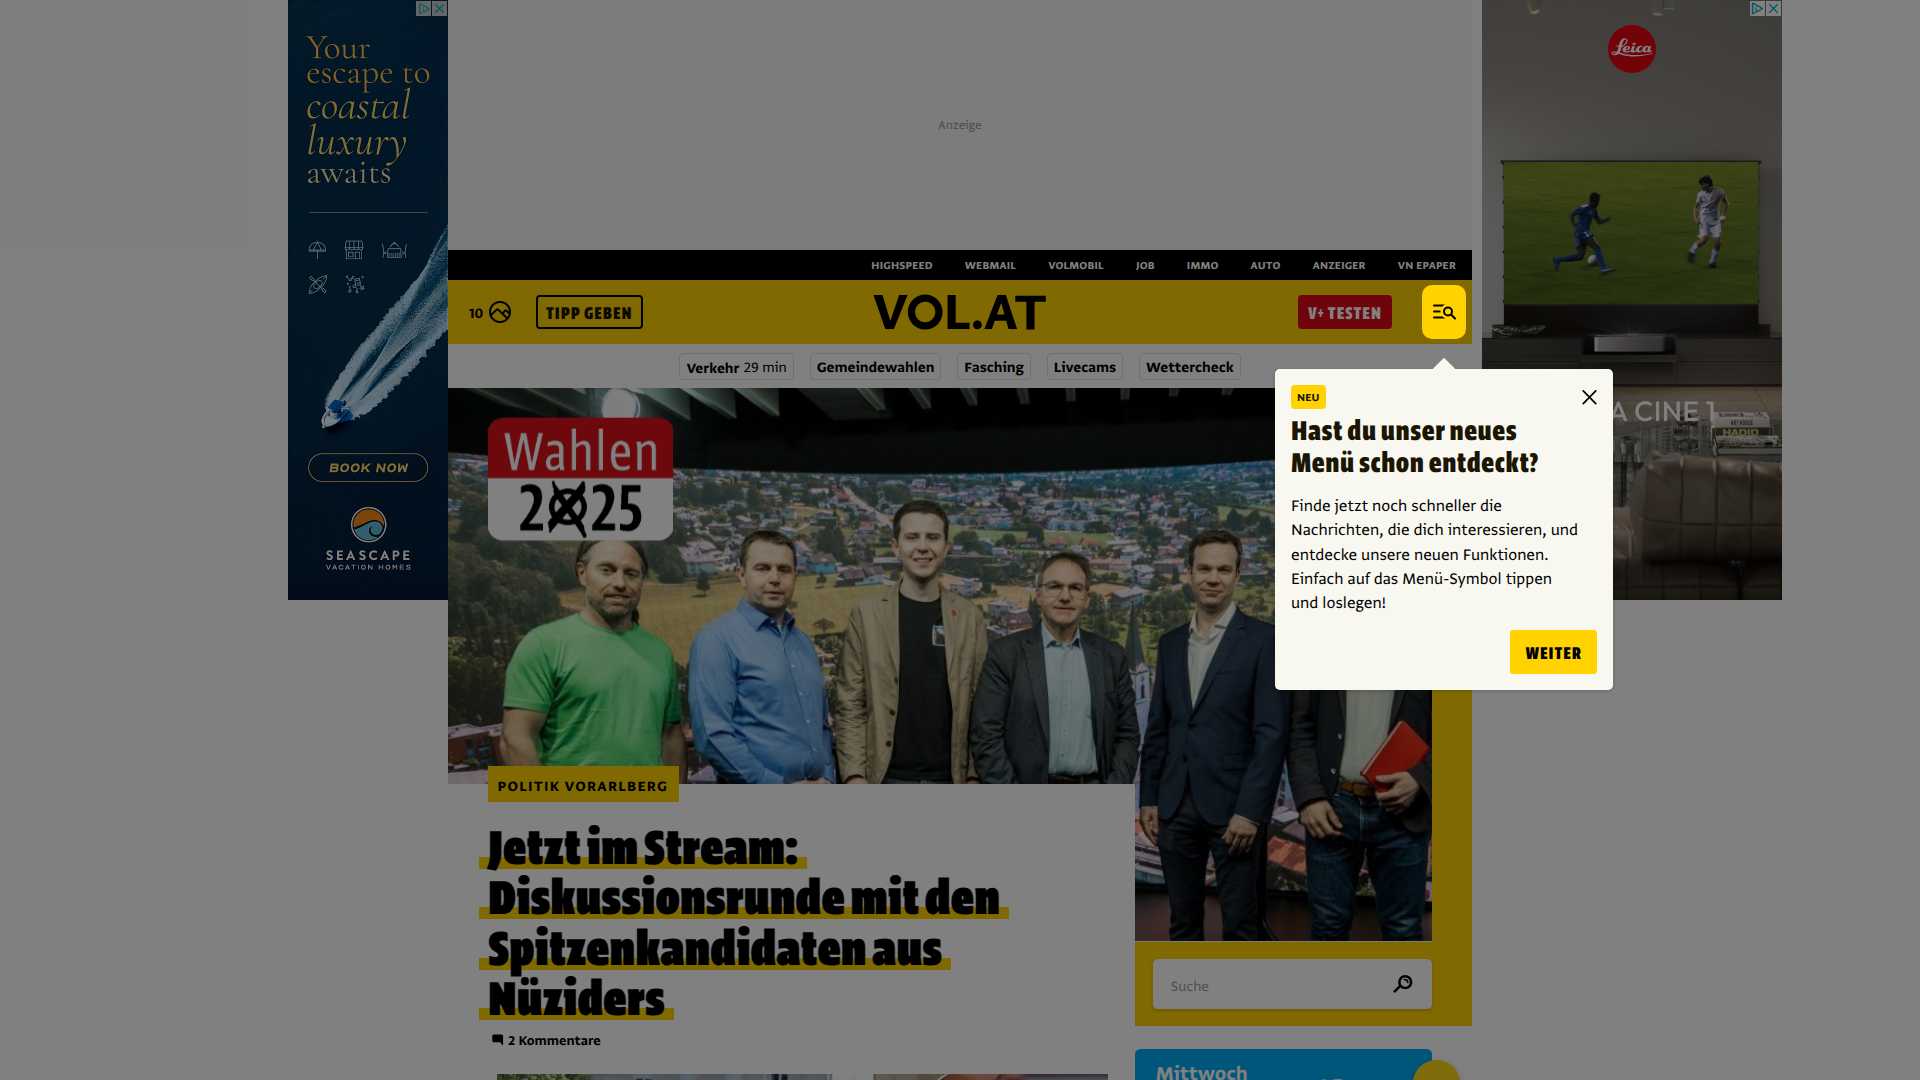 Your
escape to
coastal
luxury
awaits
BOOK NOW
SEASCAPE
VACATION HOMES
Anzeige
Leica
HIGHSPEED WEBMAIL VOLMOBIL JOB IMMO AUTO ANZEIGER VN EPAPER
10 TIPP GEBEN VOL.AT V+ TESTEN
Verkehr 29 min Gemeindewahlen Fasching Livecams Wettercheck
NEU
Hast du unser neues
Menü schon entdeckt?
Finde jetzt noch schneller die
Nachrichten, die dich interessieren, und
entdecke unsere neuen Funktionen.
Einfach auf das Menü-Symbol tippen
und loslegen!
WEITER
A CINE 1
Wahlen
2025
POLITIK VORARLBERG
Jetzt im Stream:
Diskussionsrunde mit den
Spitzenkandidaten aus
Nüziders
2 Kommentare
Suche
Mittwoch